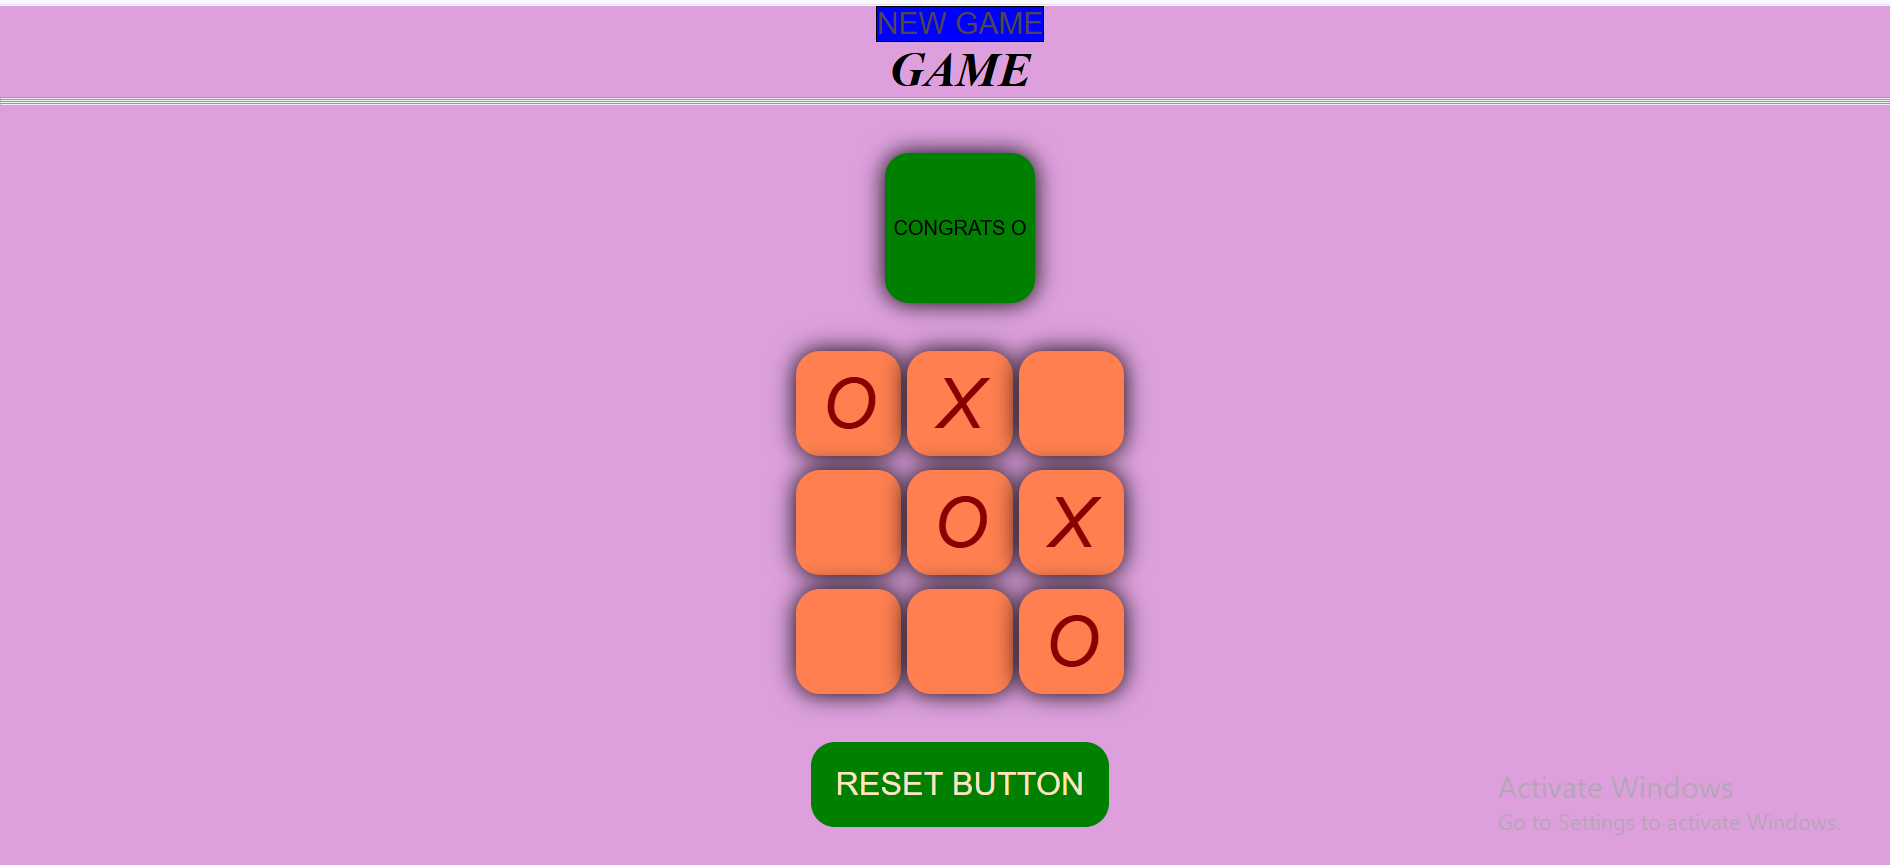 NEW GAME
GAME
CONGRATS O
O X
O X
O
RESET BUTTON
Activate Windows
Go to Settings to activate Windows.